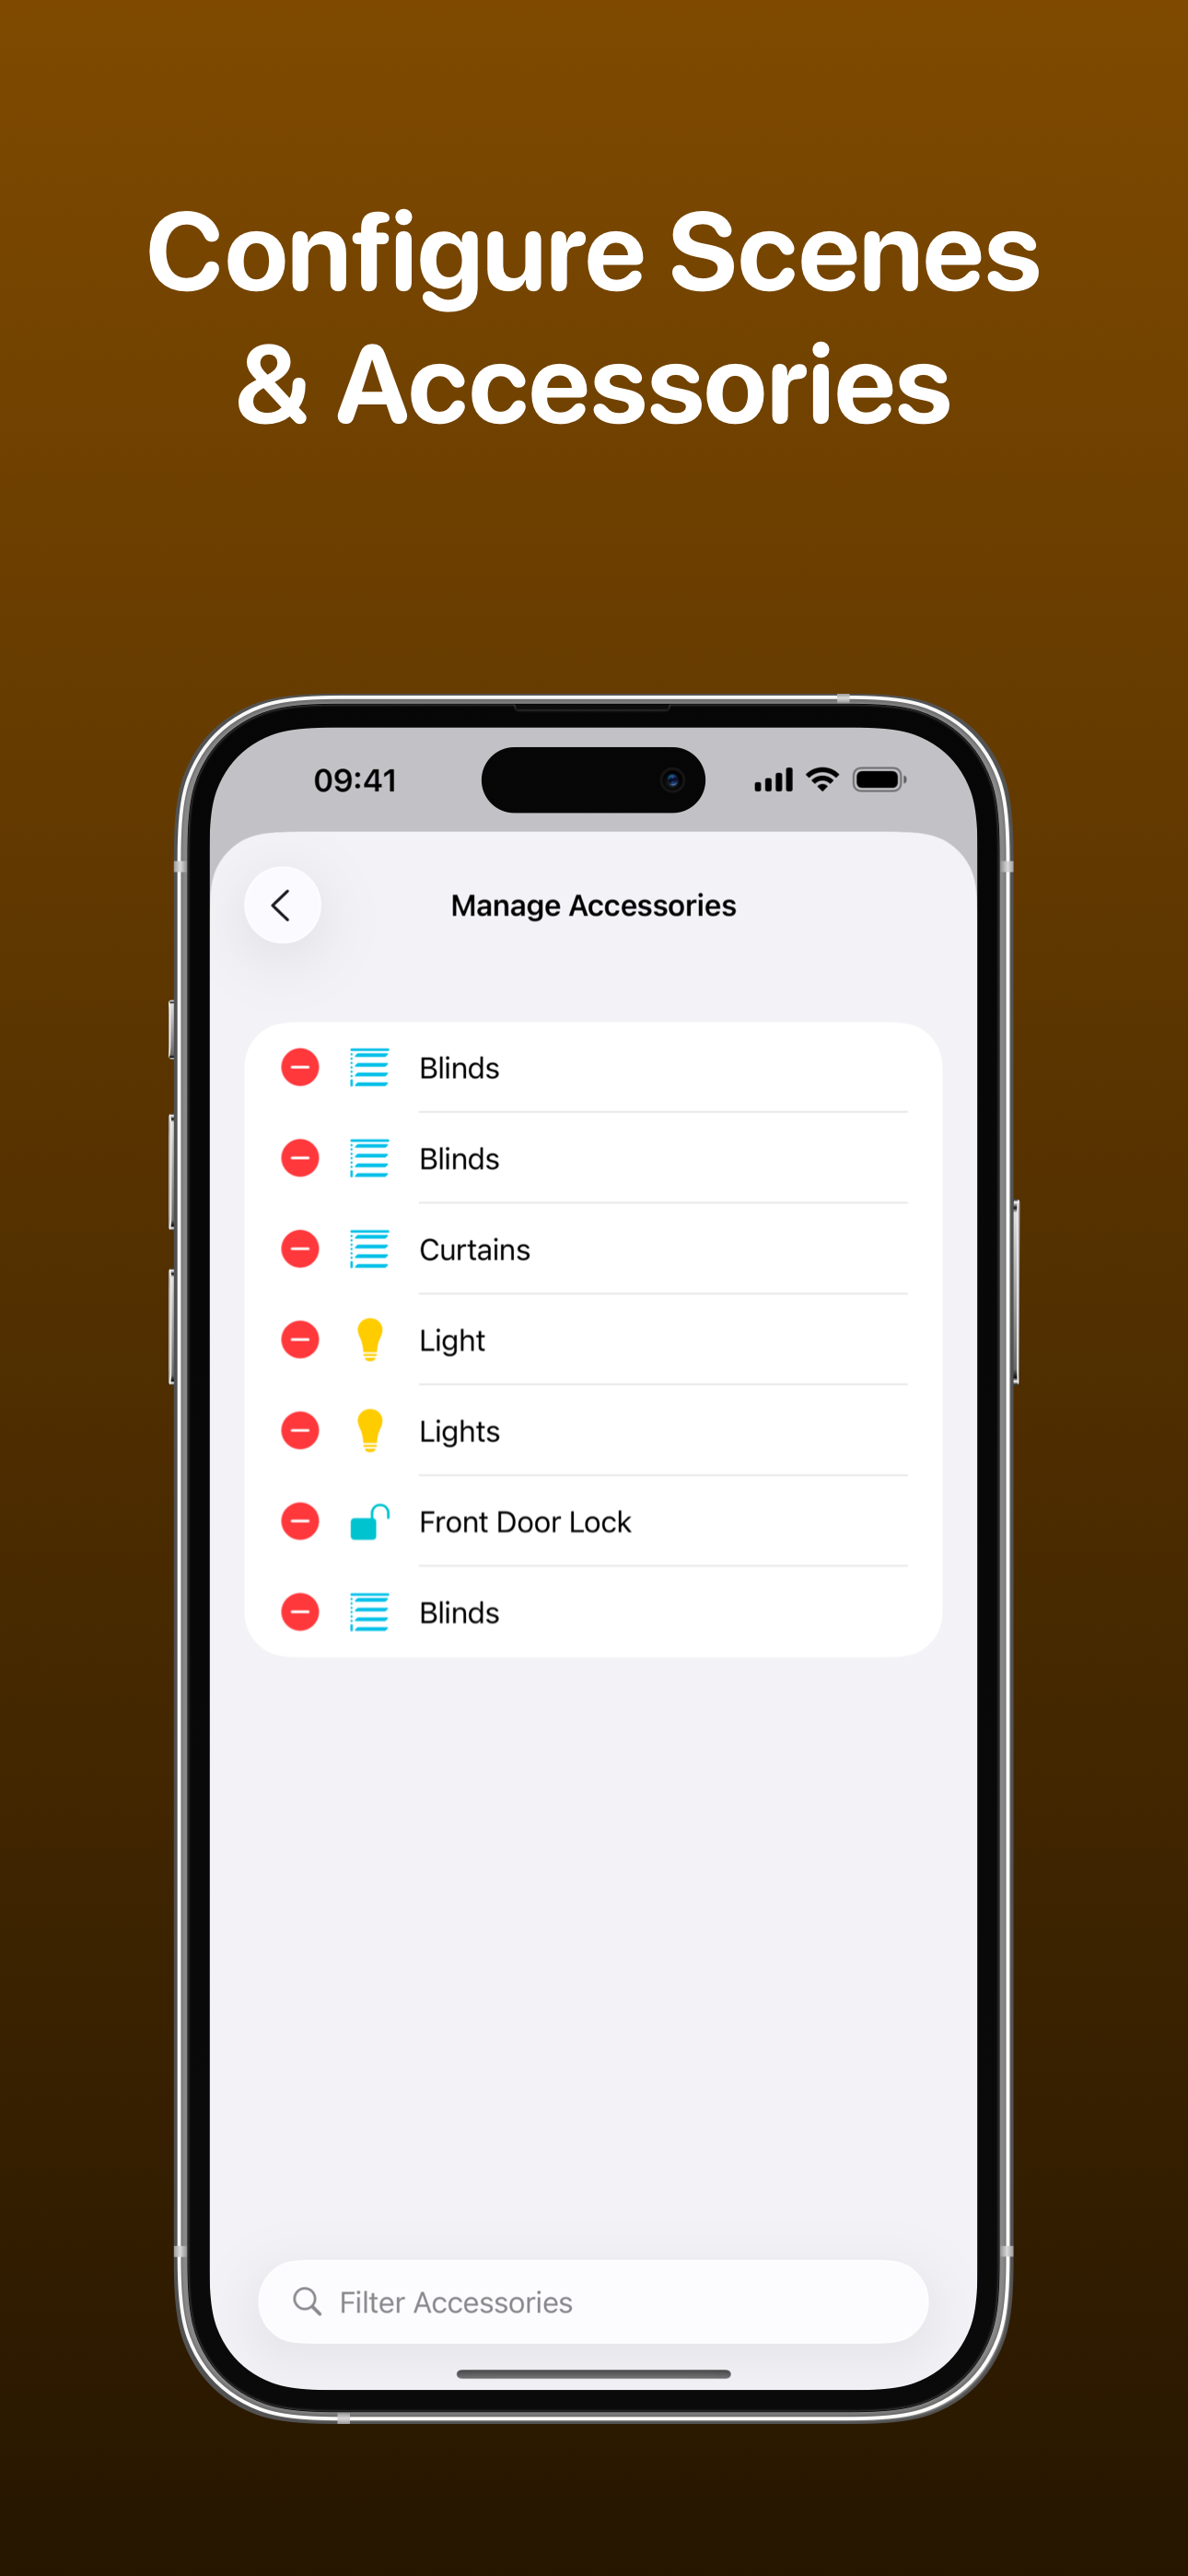 Configure Scenes
& Accessories
09:41
Manage Accessories
Blinds
Blinds
Curtains
Light
Lights
Front Door Lock
Blinds
Filter Accessories